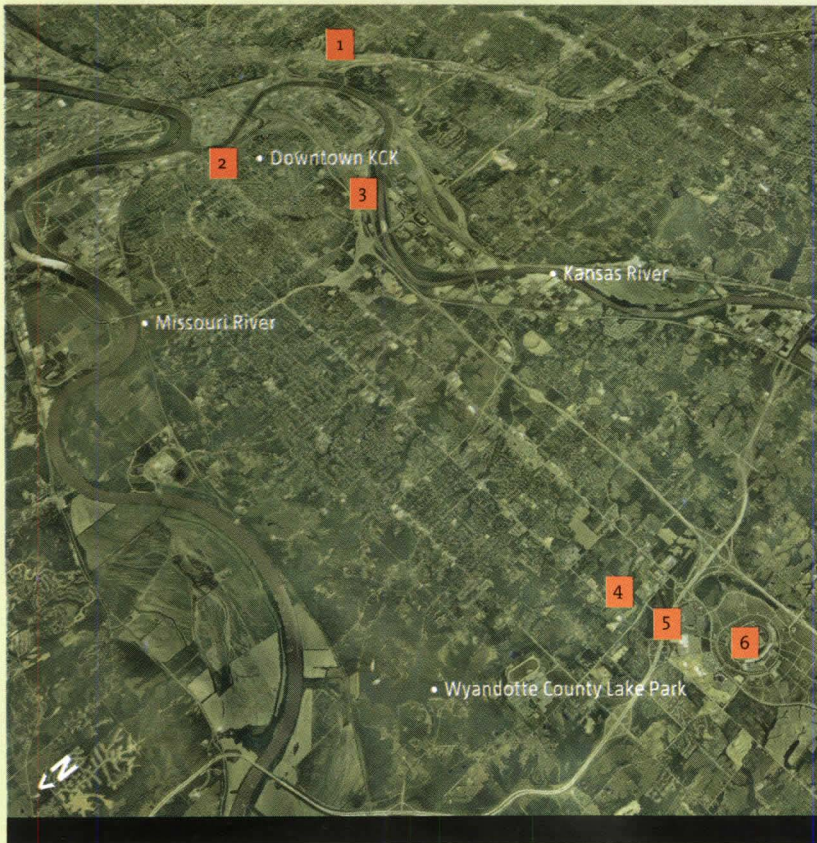 1
2
• Downtown KCK
3
• Kansas River
• Missouri River
4
5
6
• Wyandotte County Lake Park
N